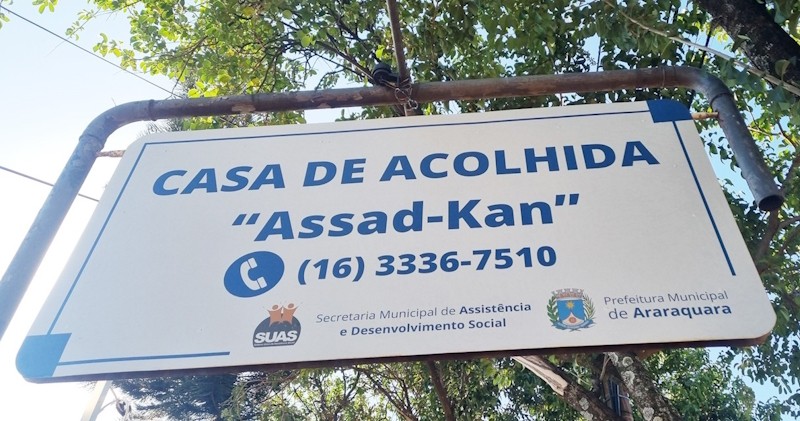 CASA DE ACOLHIDA
“Assad-Kan”
(16) 3336-7510
SUAS
Secretaria Municipal de Assistência
e Desenvolvimento Social
Prefeitura Municipal
de Araraquara